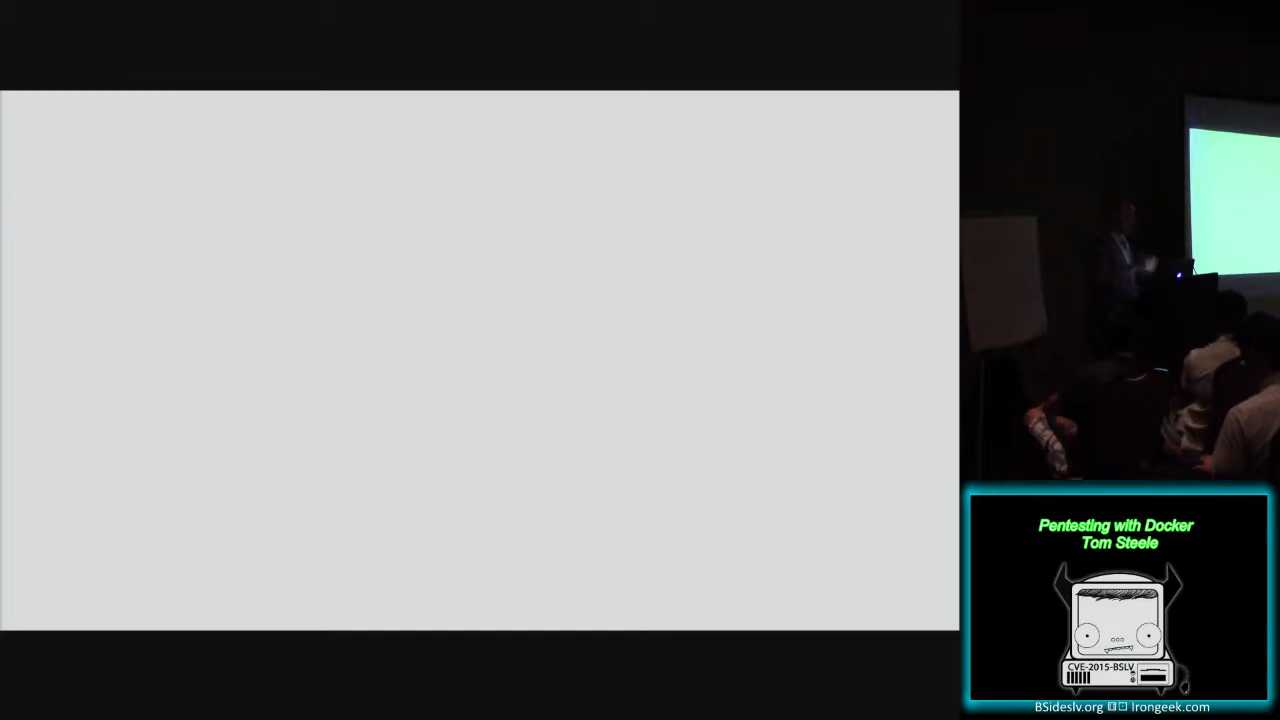 Pentesting with Docker
Tom Steele
CVE-2015-BSLV
BSideslv.org ⚅⚀ Irongeek.com